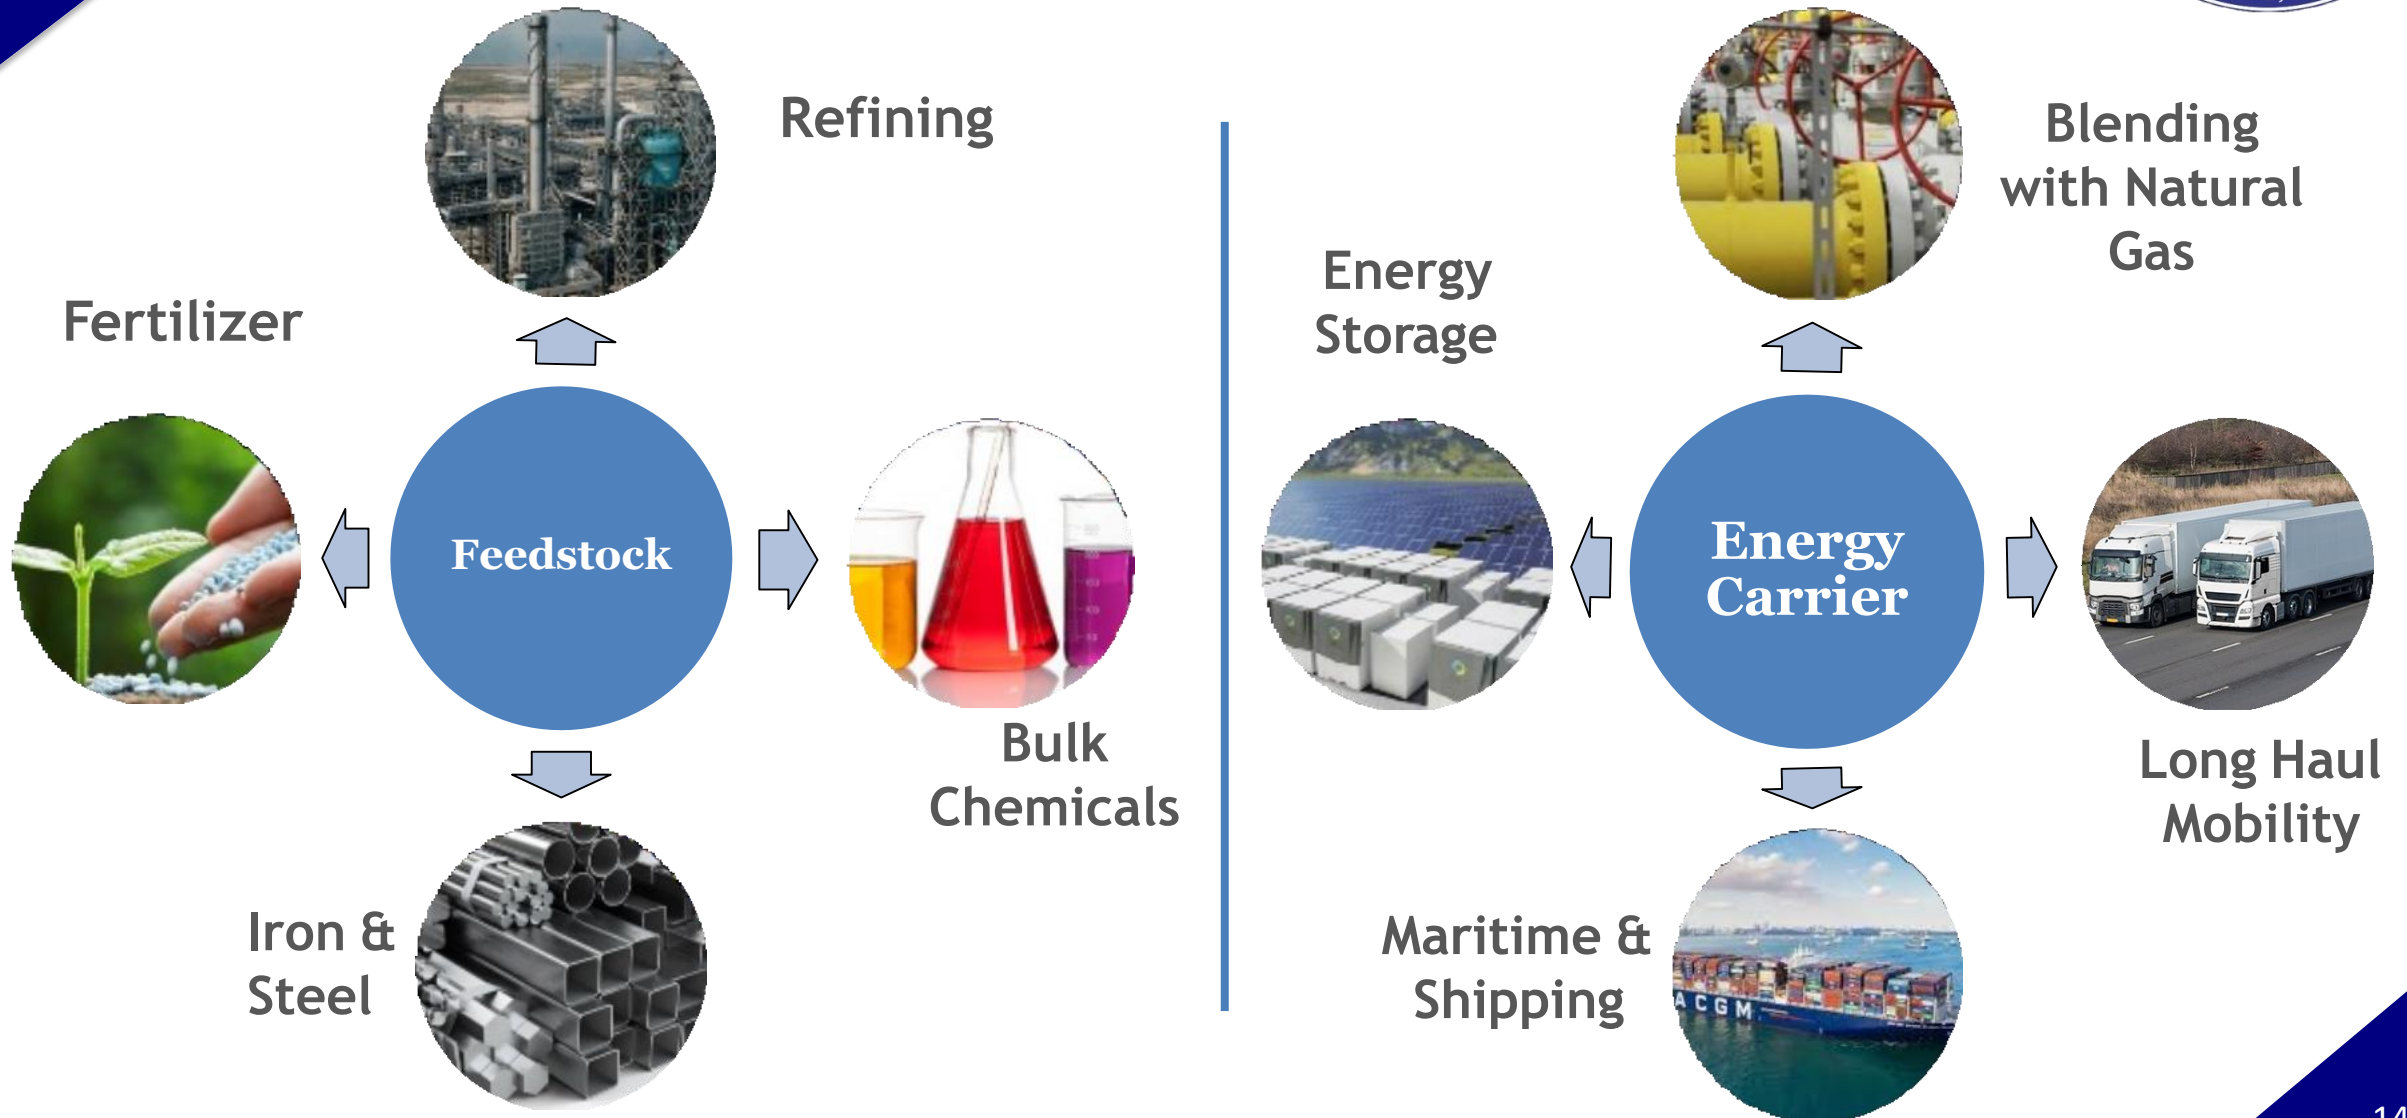 Refining
Fertilizer
Feedstock
Bulk
Chemicals
Iron &
Steel
Blending
with Natural
Gas
Energy
Storage
Energy
Carrier
Long Haul
Mobility
Maritime &
Shipping
A C G M
14